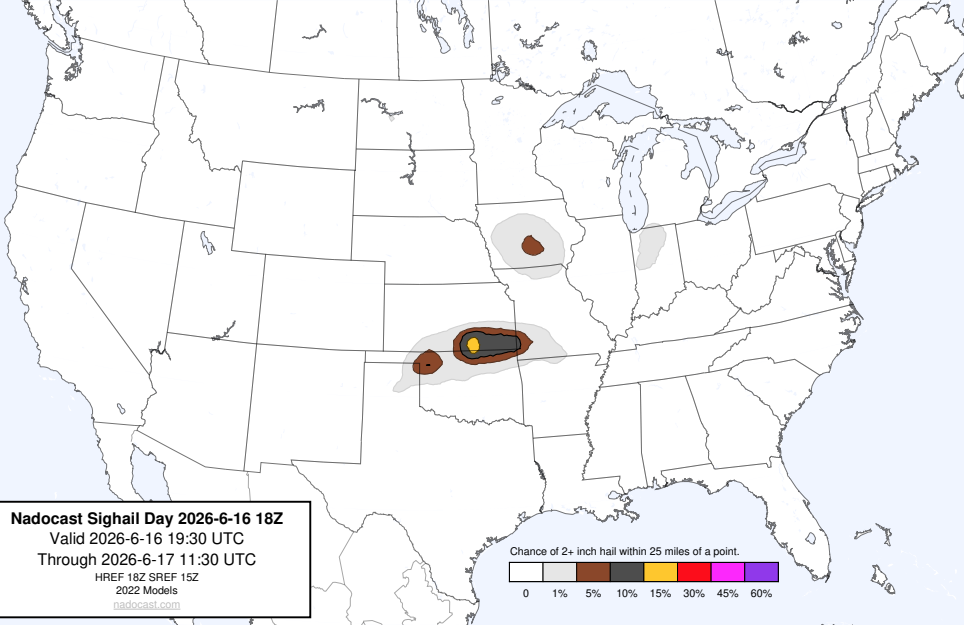 Nadocast Sighail Day 2026-6-16 18Z
Valid 2026-6-16 19:30 UTC
Through 2026-6-17 11:30 UTC
HREF 18Z SREF 15Z
2022 Models
nadocast.com
Chance of 2+ inch hail within 25 miles of a point.
0 1% 5% 10% 15% 30% 45% 60%